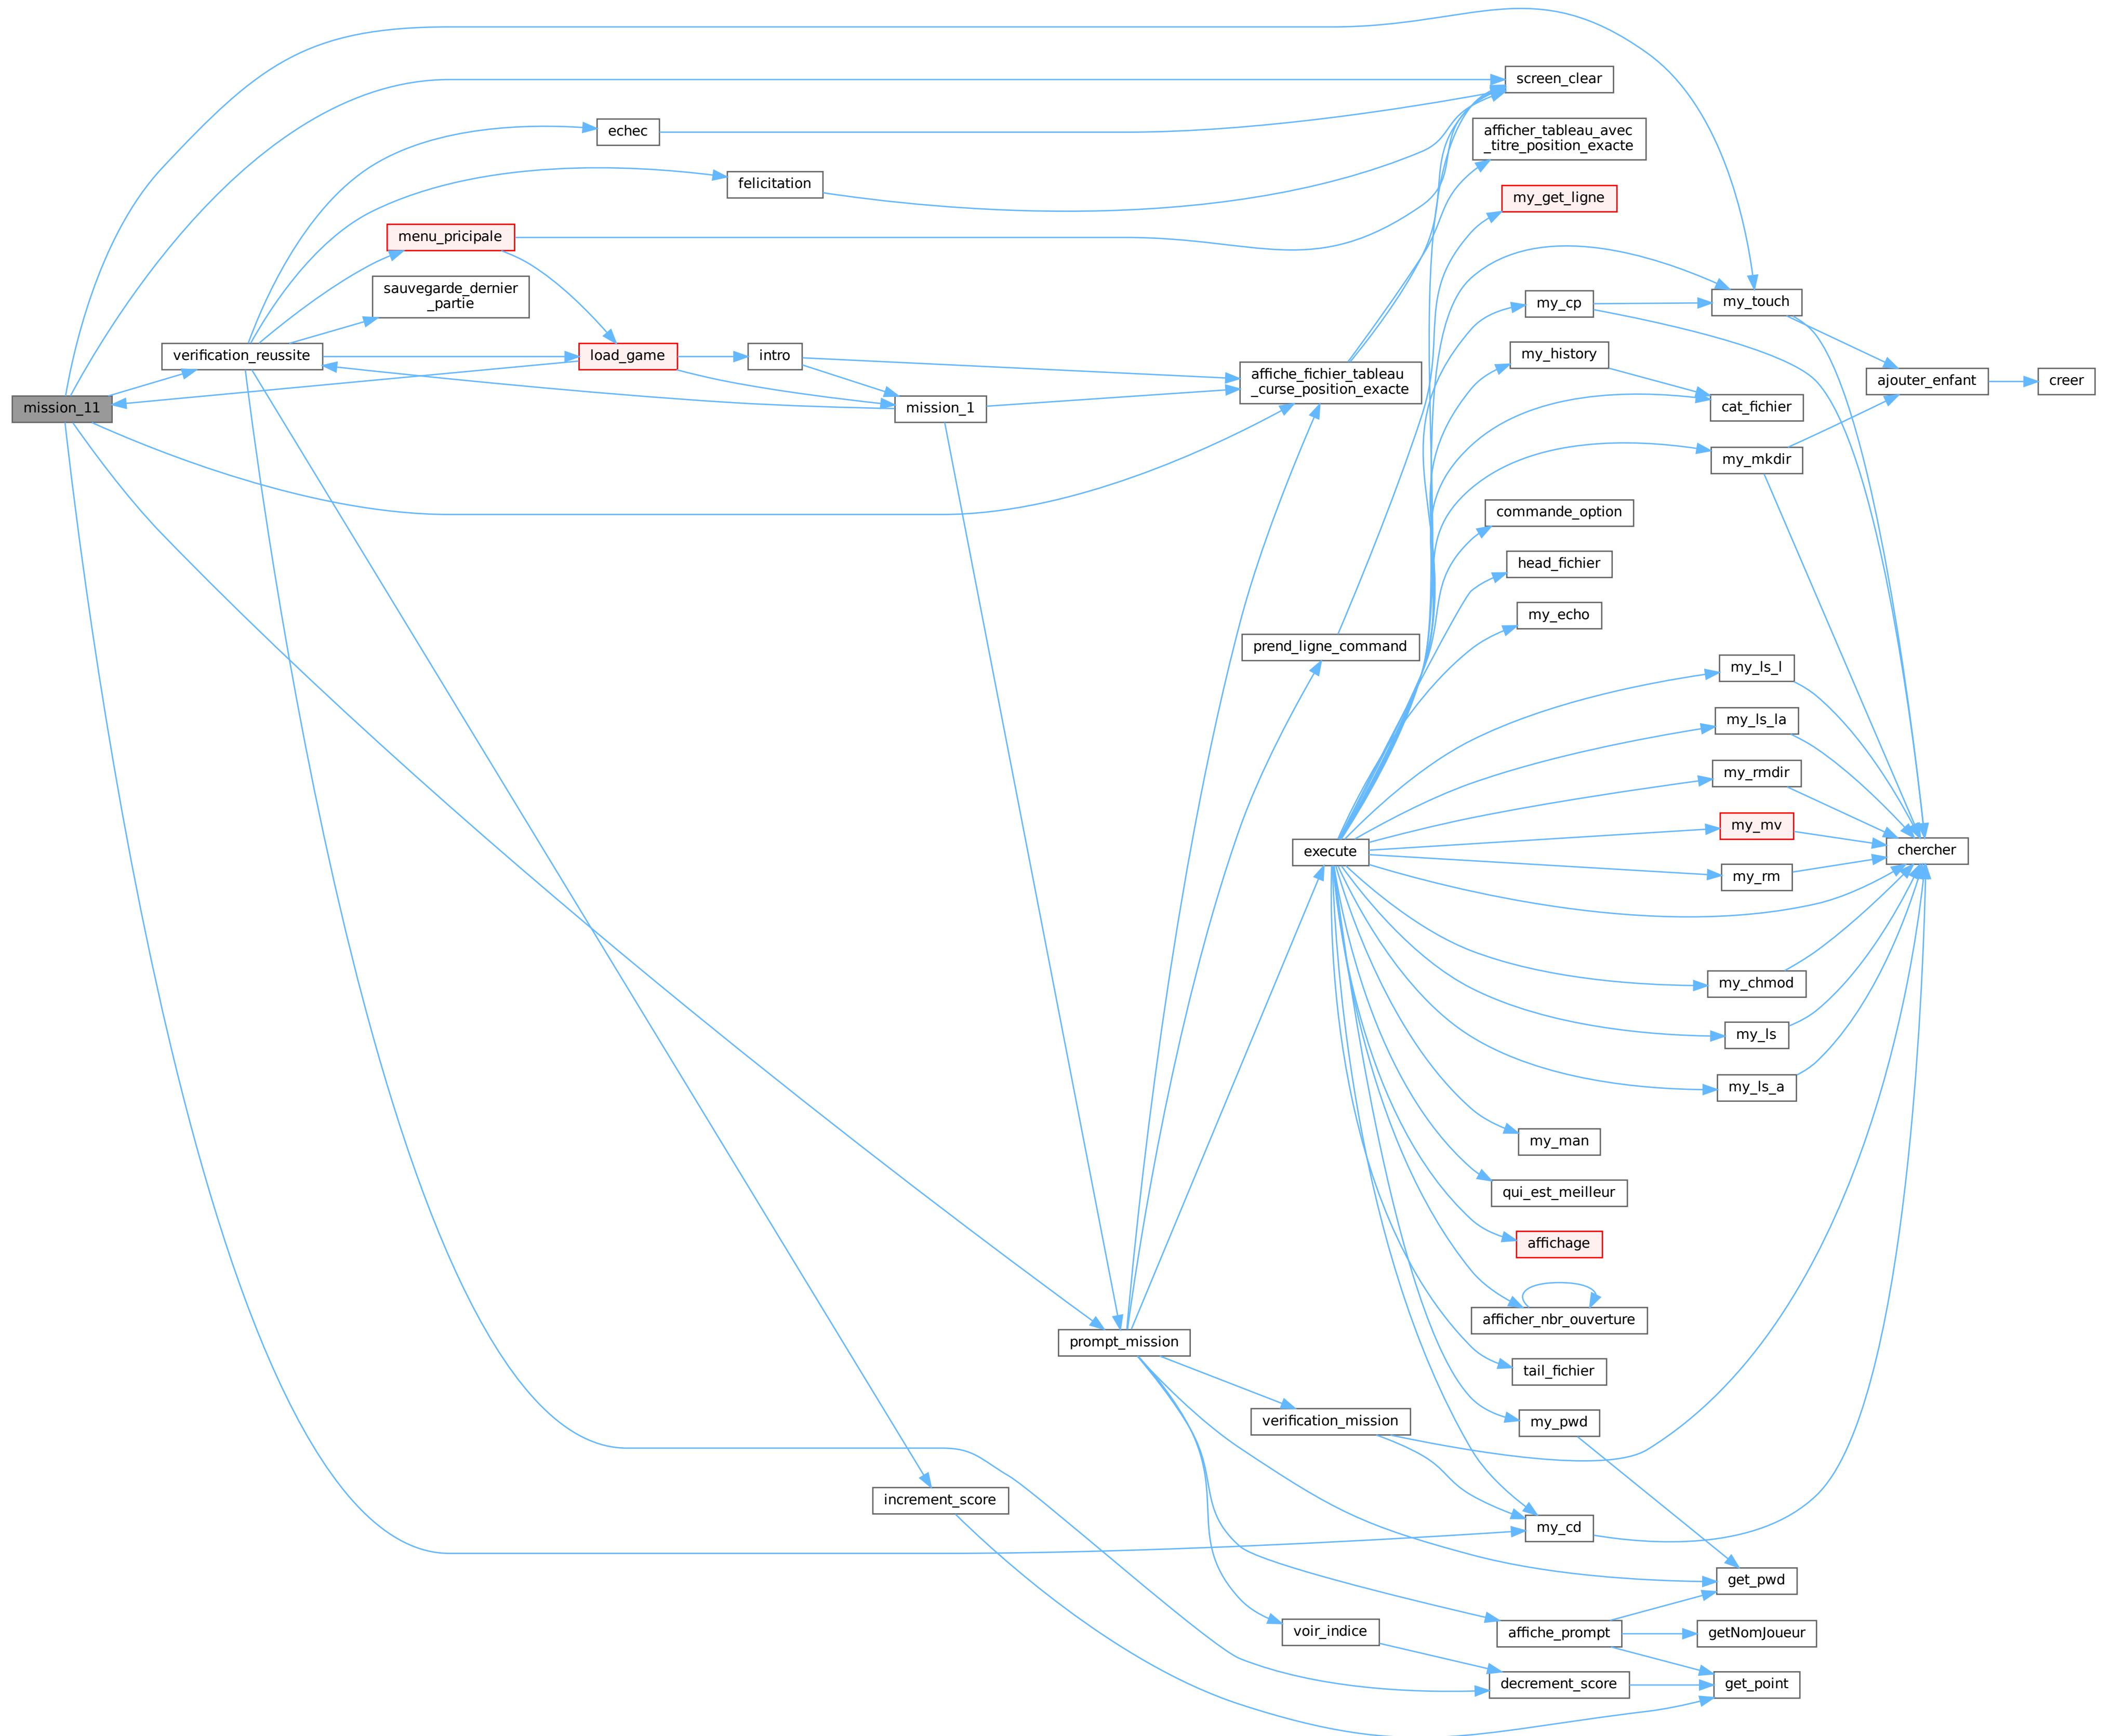 screen_clear
afficher_tableau_avec
_titre_position_exacte
echec
felicitation
my_get_ligne
menu_pricipale
sauvegarde_dernier
_partie
my_cp
my_touch
verification_reussite
load_game
intro
my_history
affiche_fichier_tableau
_curse_position_exacte
ajouter_enfant
creer
mission_11
mission_1
cat_fichier
my_mkdir
commande_option
head_fichier
my_echo
prend_ligne_command
my_ls_l
my_ls_la
my_rmdir
my_mv
execute
chercher
my_rm
my_chmod
my_ls
my_ls_a
my_man
qui_est_meilleur
affichage
afficher_nbr_ouverture
prompt_mission
tail_fichier
verification_mission
my_pwd
increment_score
my_cd
get_pwd
voir_indice
affiche_prompt
getNomJoueur
decrement_score
get_point